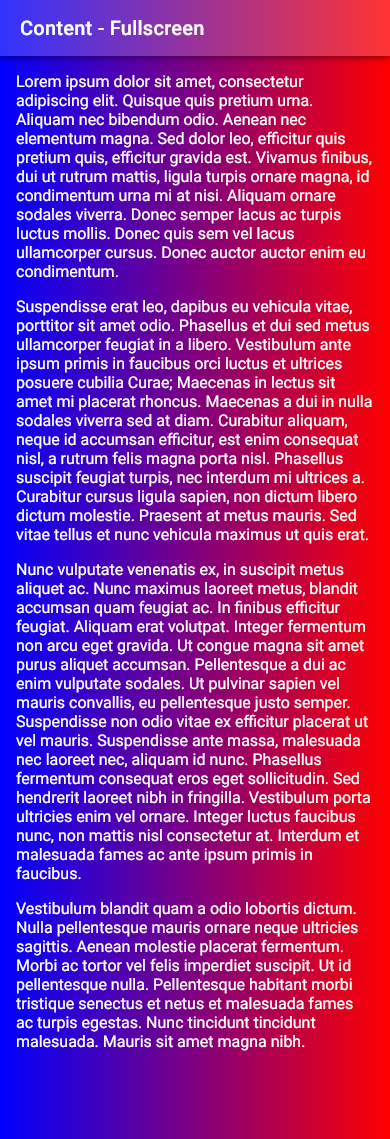 Content - Fullscreen
Lorem ipsum dolor sit amet, consectetur
adipiscing elit. Quisque quis pretium urna.
Aliquam nec bibendum odio. Aenean nec
elementum magna. Sed dolor leo, efficitur quis
pretium quis, efficitur gravida est. Vivamus finibus,
dui ut rutrum mattis, ligula turpis ornare magna, id
condimentum urna mi at nisi. Aliquam ornare
sodales viverra. Donec semper lacus ac turpis
luctus mollis. Donec quis sem vel lacus
ullamcorper cursus. Donec auctor auctor enim eu
condimentum.
Suspendisse erat leo, dapibus eu vehicula vitae,
porttitor sit amet odio. Phasellus et dui sed metus
ullamcorper feugiat in a libero. Vestibulum ante
ipsum primis in faucibus orci luctus et ultrices
posuere cubilia Curae; Maecenas in lectus sit
amet mi placerat rhoncus. Maecenas a dui in nulla
sodales viverra sed at diam. Curabitur aliquam,
neque id accumsan efficitur, est enim consequat
nisl, a rutrum felis magna porta nisl. Phasellus
suscipit feugiat turpis, nec interdum mi ultrices a.
Curabitur cursus ligula sapien, non dictum libero
dictum molestie. Praesent at metus mauris. Sed
vitae tellus et nunc vehicula maximus ut quis erat.
Nunc vulputate venenatis ex, in suscipit metus
aliquet ac. Nunc maximus laoreet metus, blandit
accumsan quam feugiat ac. In finibus efficitur
feugiat. Aliquam erat volutpat. Integer fermentum
non arcu eget gravida. Ut congue magna sit amet
purus aliquet accumsan. Pellentesque a dui ac
enim vulputate sodales. Ut pulvinar sapien vel
mauris convallis, eu pellentesque justo semper.
Suspendisse non odio vitae ex efficitur placerat ut
vel mauris. Suspendisse ante massa, malesuada
nec laoreet nec, aliquam id nunc. Phasellus
fermentum consequat eros eget sollicitudin. Sed
hendrerit laoreet nibh in fringilla. Vestibulum porta
ultricies enim vel ornare. Integer luctus faucibus
nunc, non mattis nisl consectetur at. Interdum et
malesuada fames ac ante ipsum primis in
faucibus.
Vestibulum blandit quam a odio lobortis dictum.
Nulla pellentesque mauris ornare neque ultricies
sagittis. Aenean molestie placerat fermentum.
Morbi ac tortor vel felis imperdiet suscipit. Ut id
pellentesque nulla. Pellentesque habitant morbi
tristique senectus et netus et malesuada fames
ac turpis egestas. Nunc tincidunt tincidunt
malesuada. Mauris sit amet magna nibh.